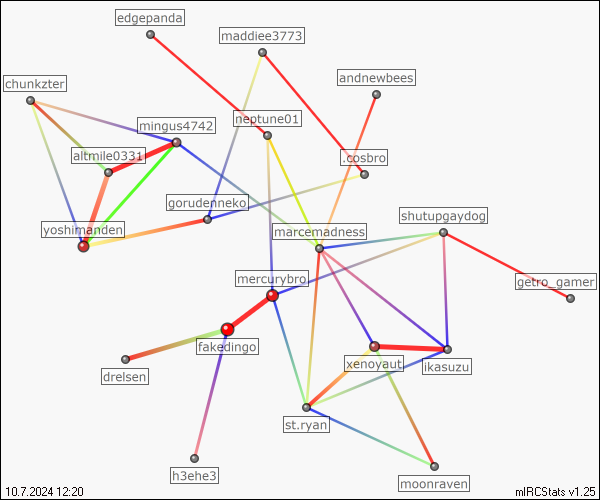 edgepanda
maddiee3773
andnewbees
chunkzter
mingus4742
neptune01
altmile0331
.cosbro
gorudenneko
yoshimanden
marcemadness
shutupgaydog
mercurybro
getro_gamer
fakedingo
xenoyaut
ikasuzu
drelsen
st.ryan
h3ehe3
moonraven
10.7.2024 12:20
mIRCStats v1.25